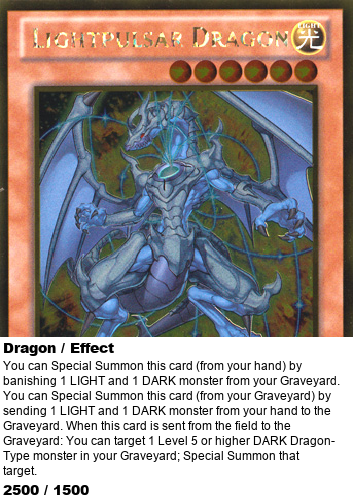 Lightpulsar Dragon
LIGHT
光
Dragon / Effect
You can Special Summon this card (from your hand) by
banishing 1 LIGHT and 1 DARK monster from your Graveyard.
You can Special Summon this card (from your Graveyard) by
sending 1 LIGHT and 1 DARK monster from your hand to the
Graveyard. When this card is sent from the field to the
Graveyard: You can target 1 Level 5 or higher DARK Dragon-
Type monster in your Graveyard; Special Summon that
target.
2500 / 1500